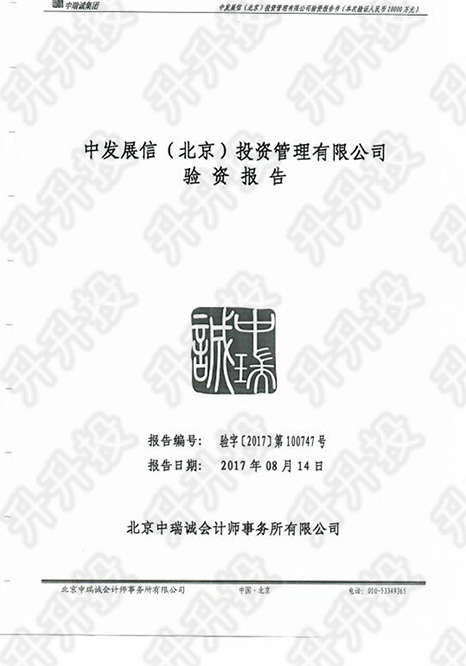 中瑞诚集团
中发展信（北京）投资管理有限公司验资报告书（本次验证人民币10000万元）
中发展信（北京）投资管理有限公司
验资报告
中瑞誠
报告编号： 验字[2017]第100747号
报告日期： 2017年08月14日
北京中瑞诚会计师事务所有限公司
北京中瑞诚会计师事务所有限公司 中国·北京 电话：010-53349365
升升投